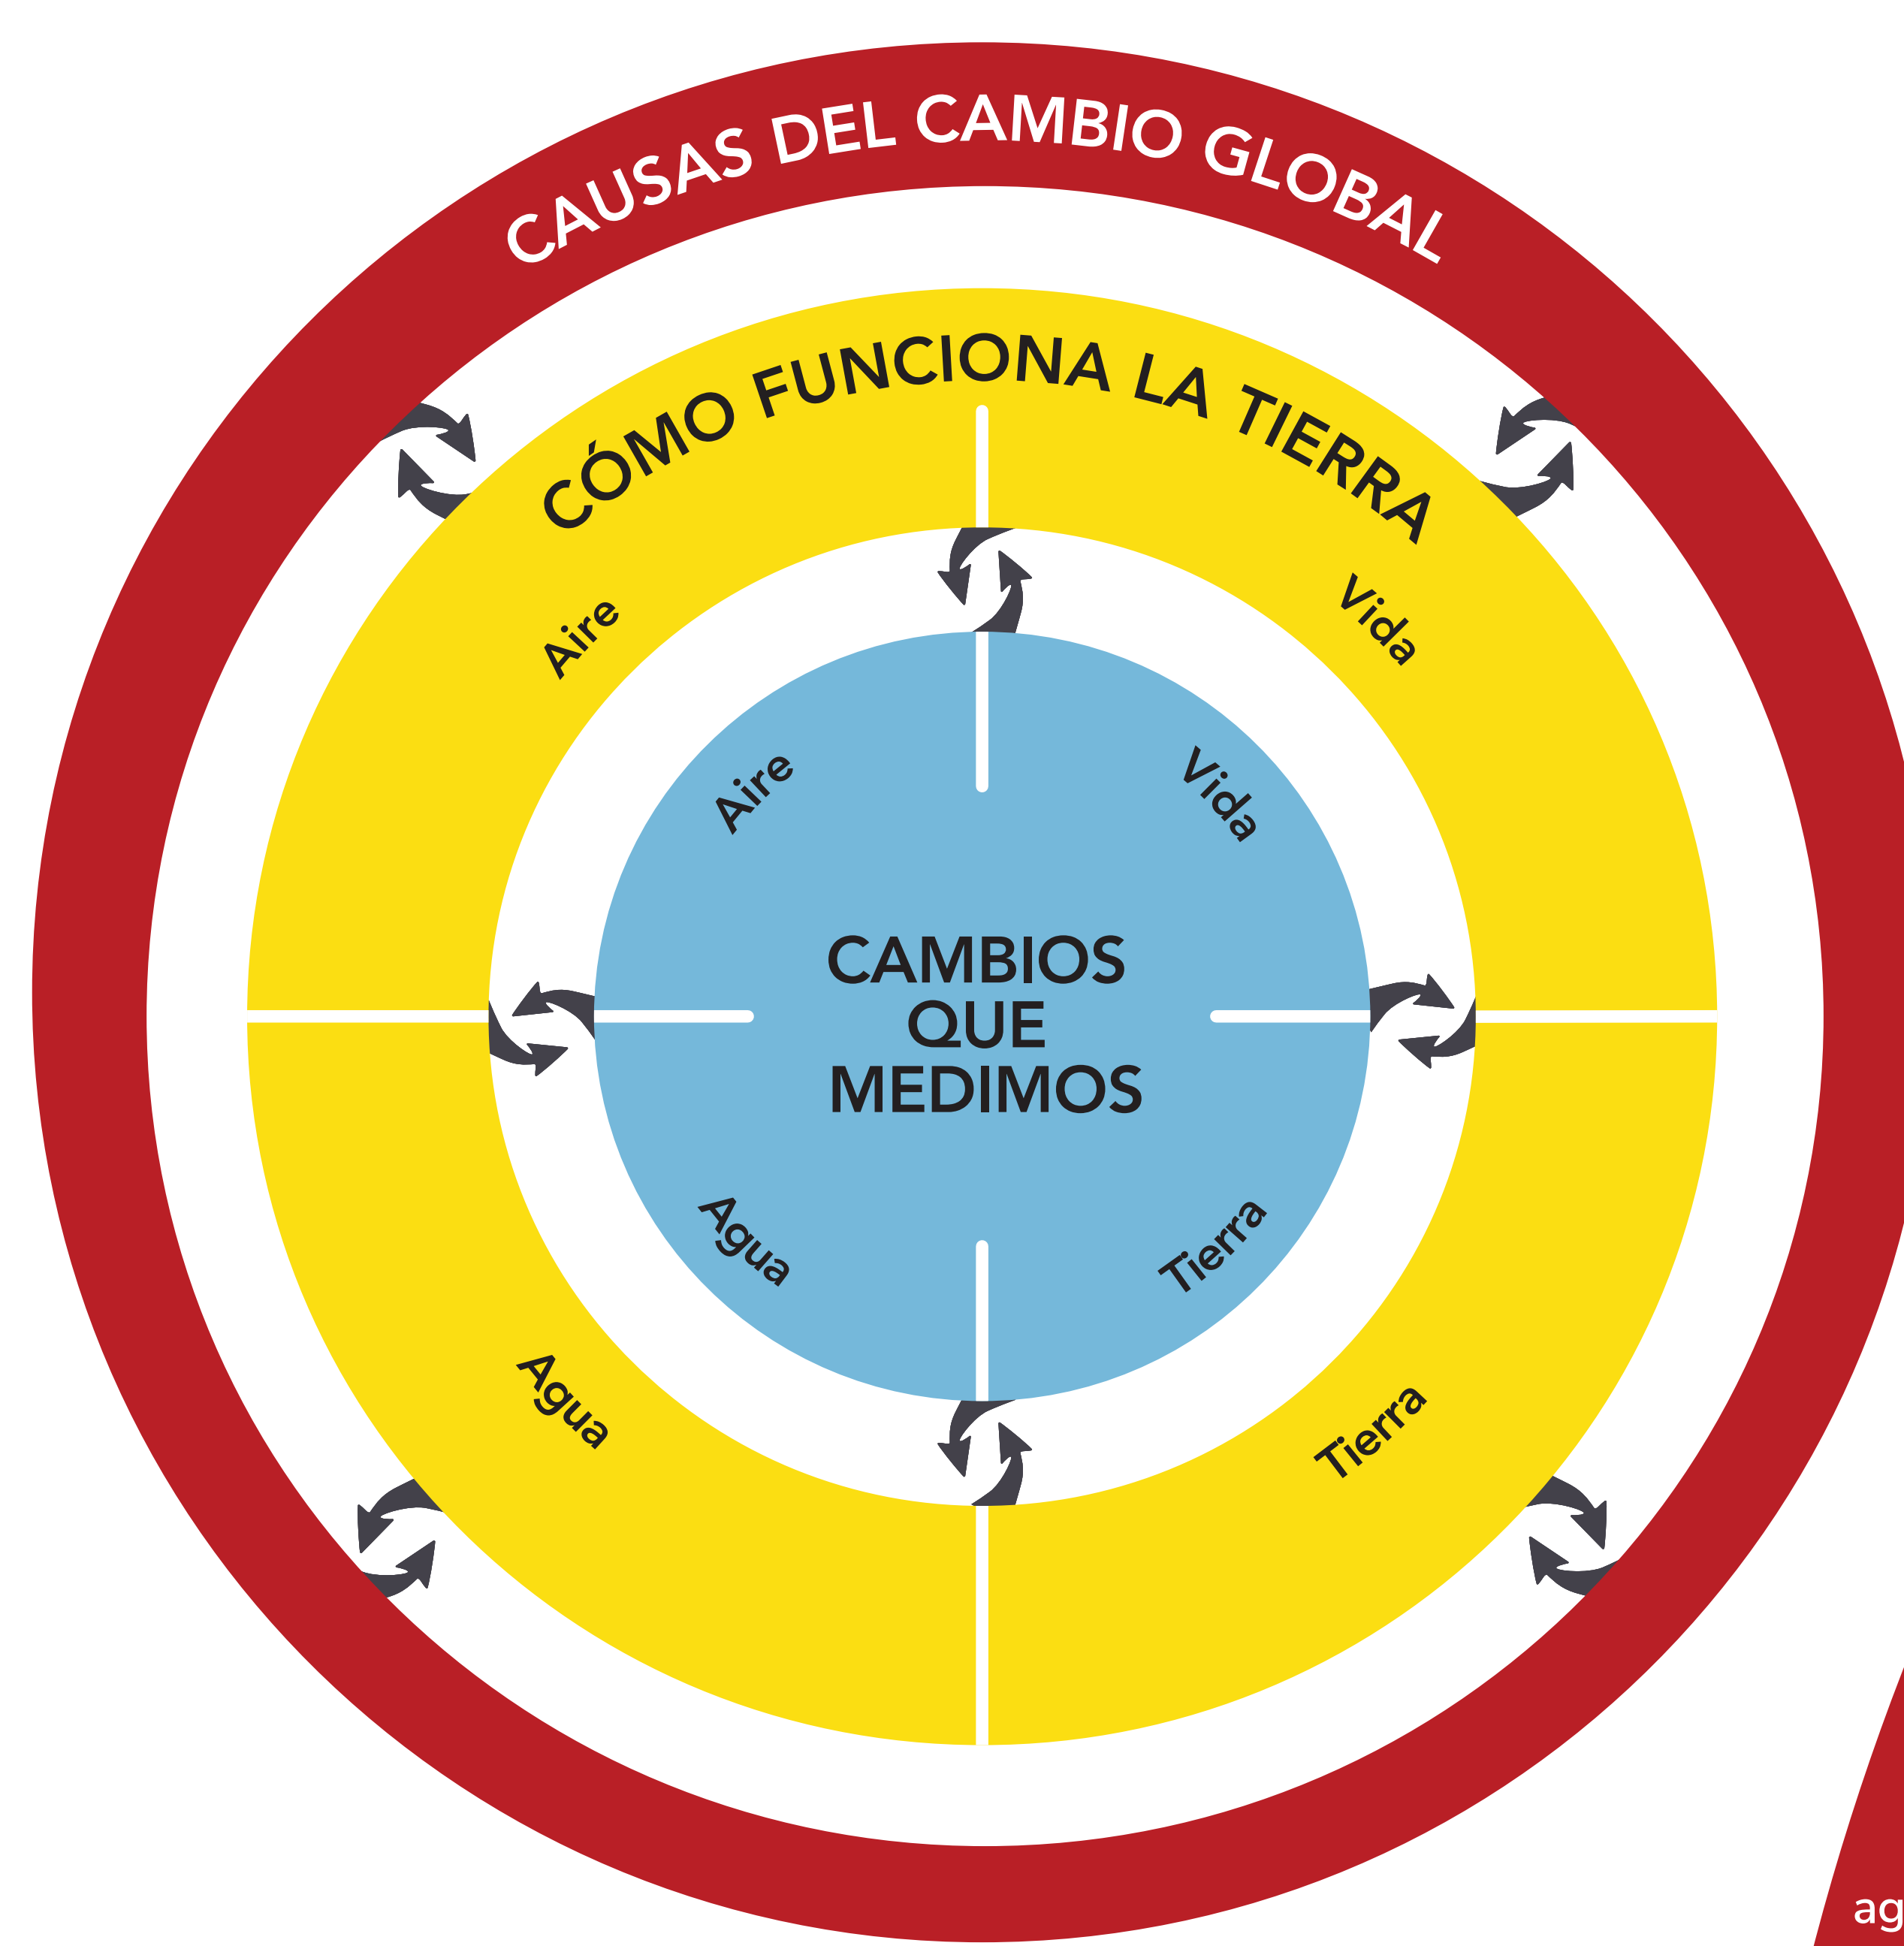 CAUSAS DEL CAMBIO GLOBAL
CÓMO FUNCIONA LA TIERRA
Aire
Vida
Aire
Vida
CAMBIOS
QUE
MEDIMOS
Agua
Tierra
Agua
Tierra
ag